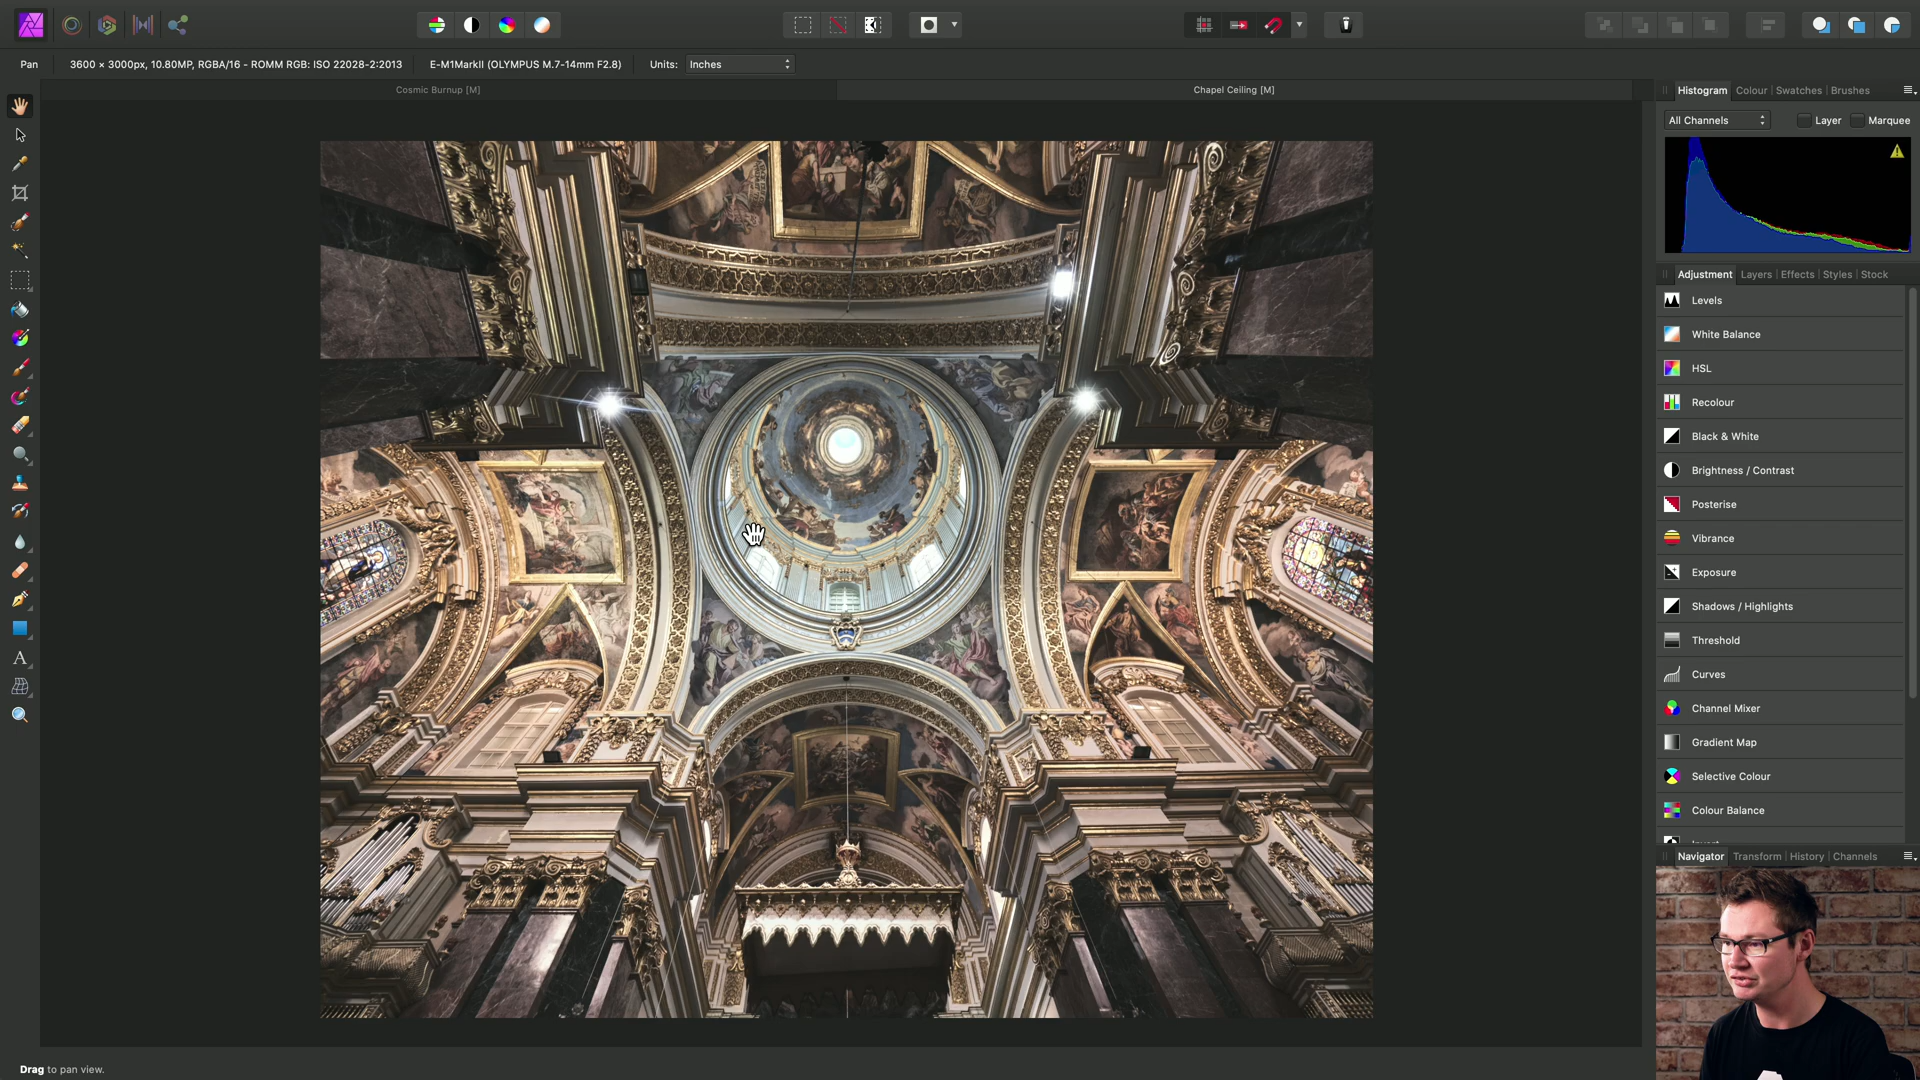 Pan
3600 × 3000px, 10.80MP, RGBA/16 - ROMM RGB: ISO 22028-2:2013
E-M1MarkII (OLYMPUS M.7-14mm F2.8)
Units: Inches
Cosmic Burnup [M]
Chapel Ceiling [M]
Histogram Colour Swatches Brushes
All Channels Layer Marquee
Adjustment Layers Effects Styles Stock
Levels
White Balance
HSL
Recolour
Black & White
Brightness / Contrast
Posterise
Vibrance
Exposure
Shadows / Highlights
Threshold
Curves
Channel Mixer
Gradient Map
Selective Colour
Colour Balance
Navigator Transform History Channels
Drag to pan view.